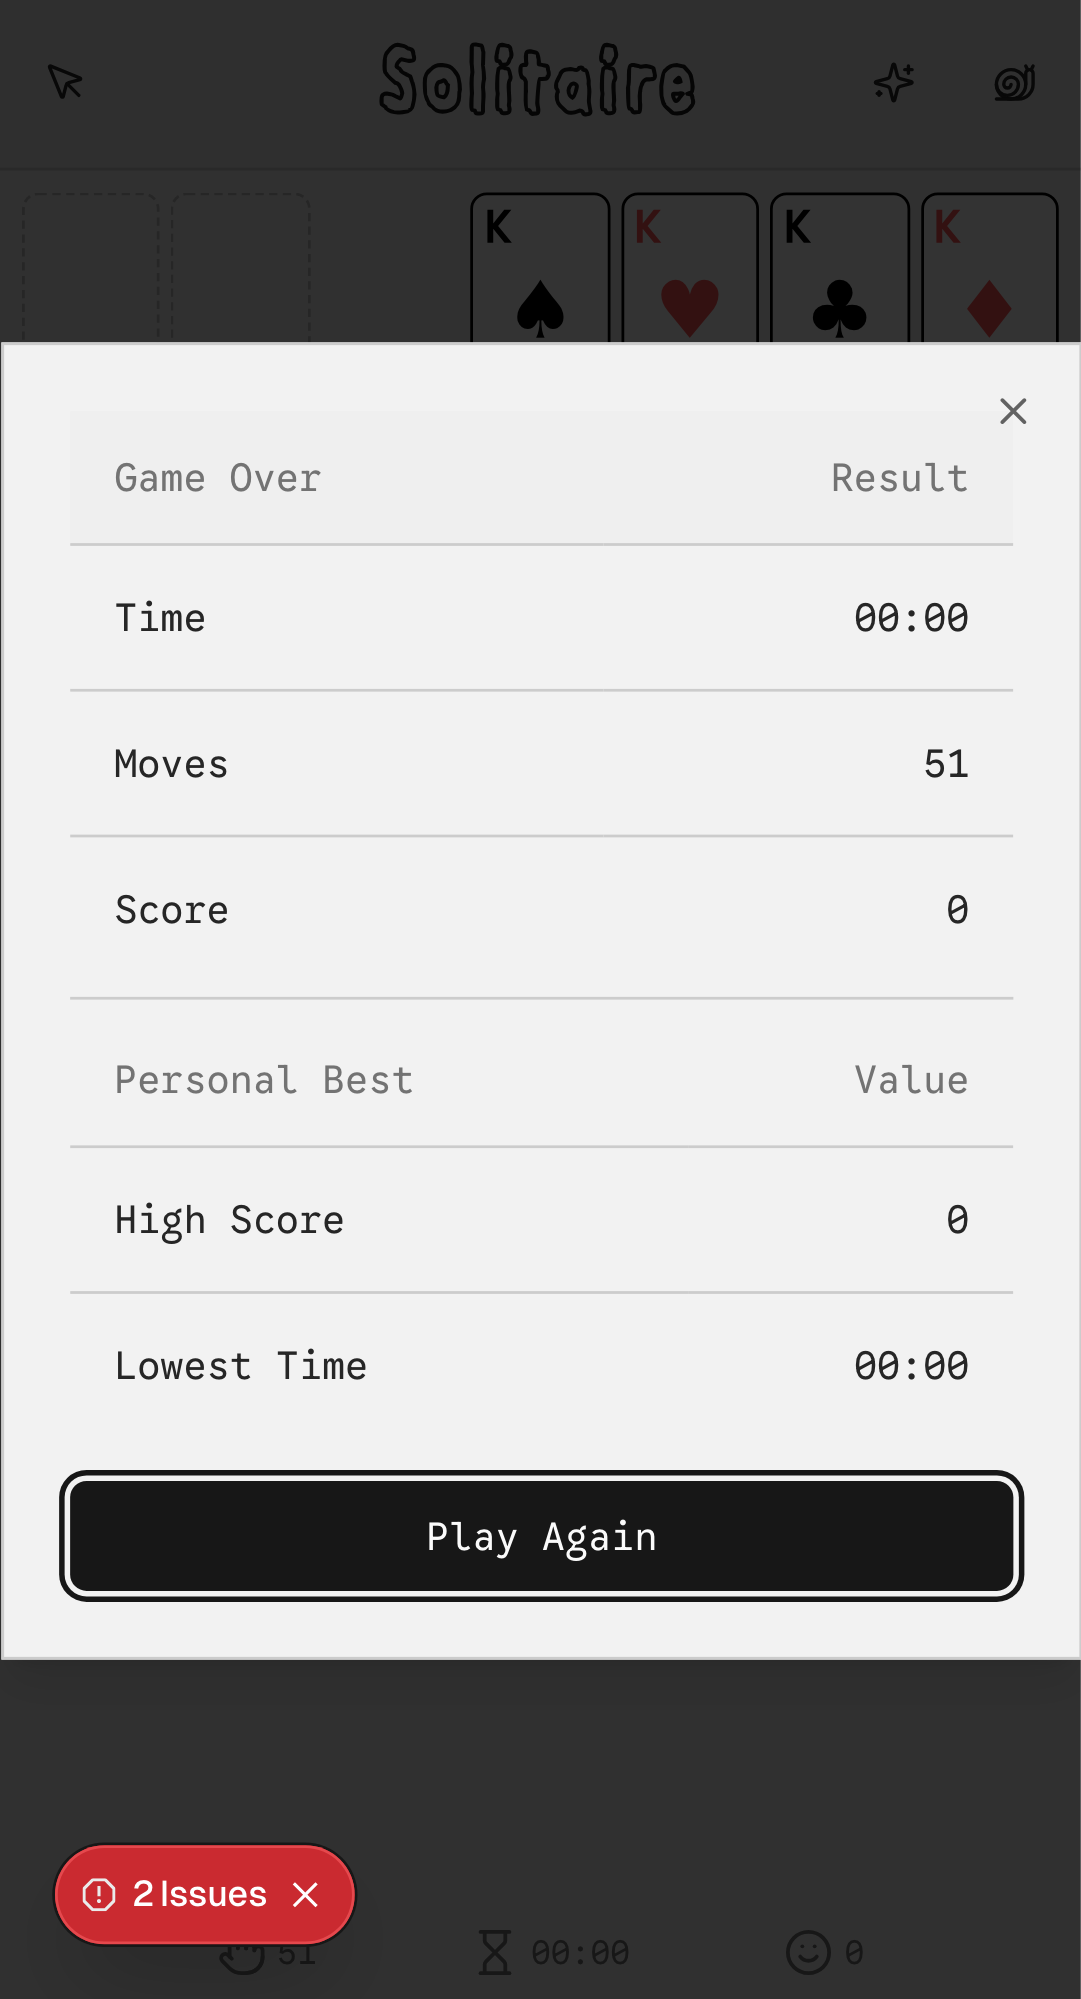 Solitaire
K K K K
Game Over Result
Time 00:00
Moves 51
Score 0
Personal Best Value
High Score 0
Lowest Time 00:00
Play Again
2 Issues
51 00:00 0